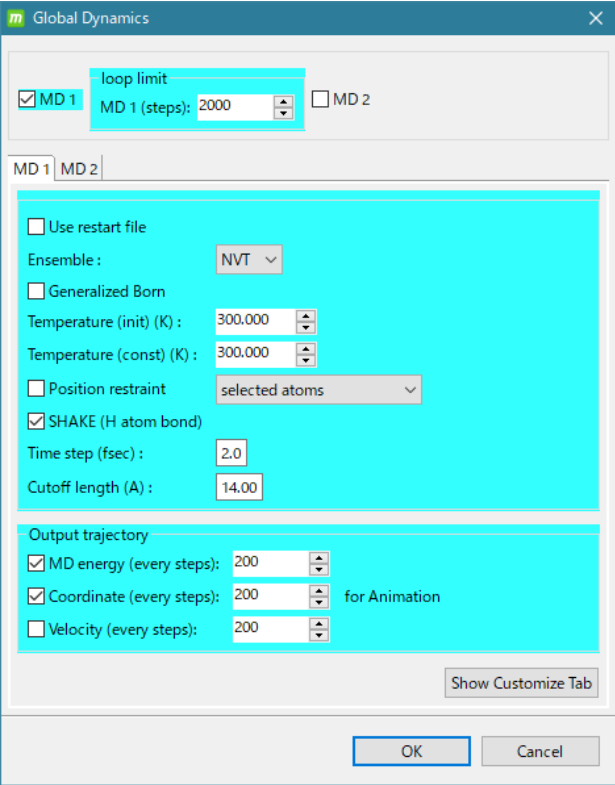 m Global Dynamics
MD 1
loop limit
MD 1 (steps): 2000
MD 2
MD 1 MD 2
Use restart file
Ensemble : NVT
Generalized Born
Temperature (init) (K) : 300.000
Temperature (const) (K) : 300.000
Position restraint selected atoms
SHAKE (H atom bond)
Time step (fsec) : 2.0
Cutoff length (A) : 14.00
Output trajectory
MD energy (every steps): 200
Coordinate (every steps): 200 for Animation
Velocity (every steps): 200
Show Customize Tab
OK Cancel